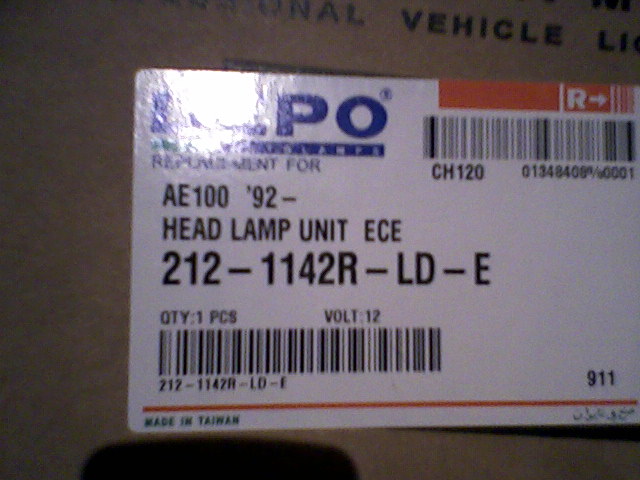 VEHICLE
PO®
R→
REPLACEMENT FOR
CH120
AE100 '92-
HEAD LAMP UNIT ECE
212-1142R-LD-E
QTY:1 PCS VOLT:12
212-1142R-LD-E
911
MADE IN TAIWAN